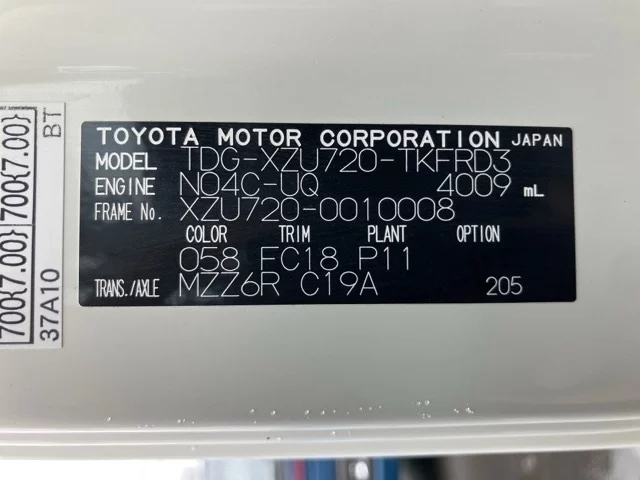 TOYOTA MOTOR CORPORATION JAPAN
MODEL TDG-XZU720-TKFRD3
ENGINE N04C-UQ 4009 mL
FRAME No. XZU720-0010008
COLOR TRIM PLANT OPTION
058 FC18 P11
TRANS./AXLE MZZ6R C19A 205
700{7.00} 700{7.00}
37A10 BT